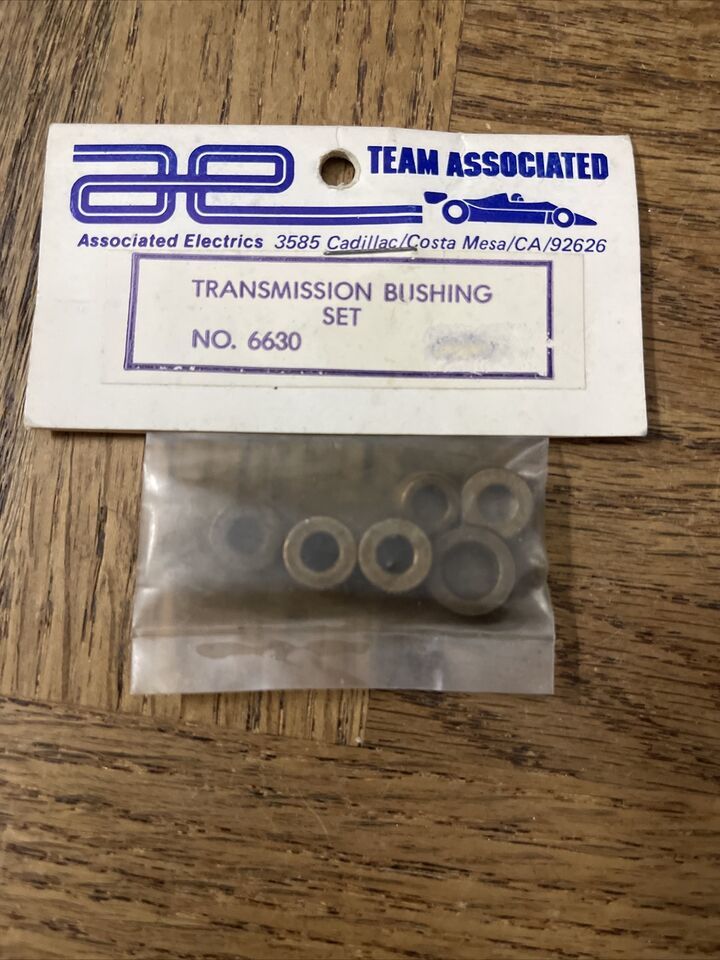 ae TEAM ASSOCIATED
Associated Electrics 3585 Cadillac/Costa Mesa/CA/92626
TRANSMISSION BUSHING
SET
NO. 6630